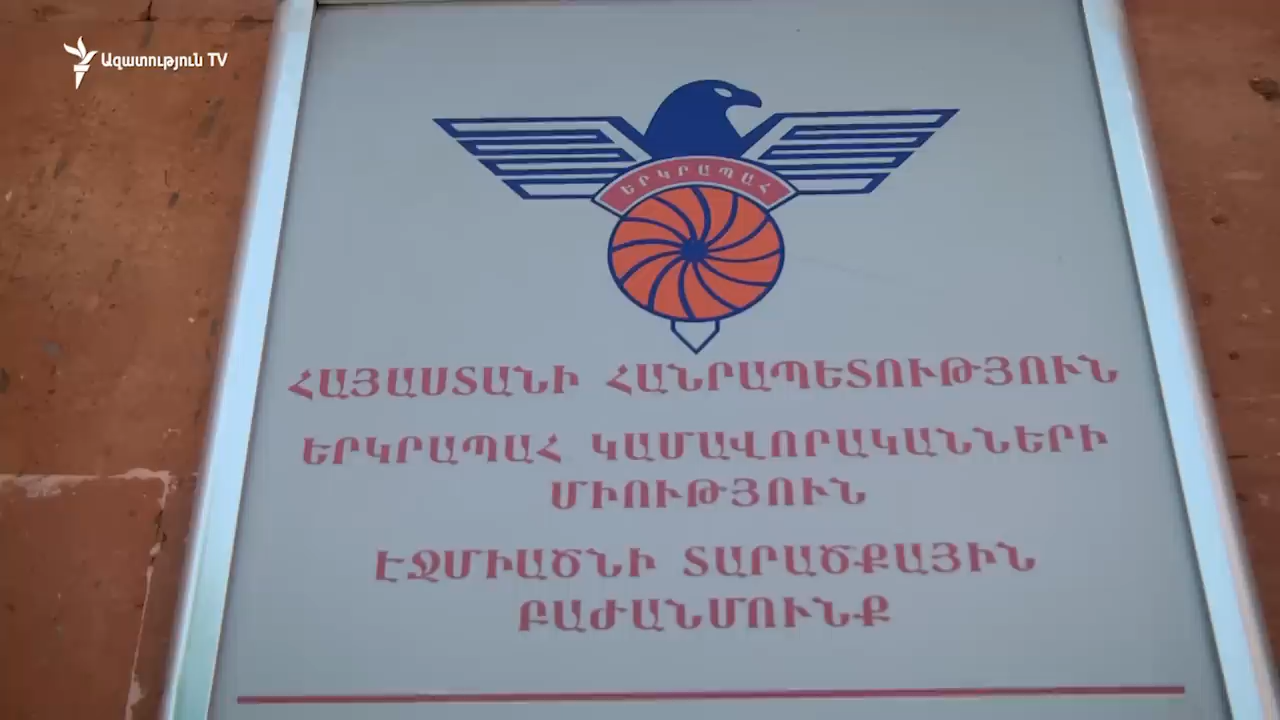 Ազատություն TV
ԵՐԿՐԱՊԱՀ
ՀԱՅԱՍՏԱՆԻ ՀԱՆՐԱՊԵՏՈՒԹՅՈՒՆ
ԵՐԿՐԱՊԱՀ ԿԱՄԱՎՈՐԱԿԱՆՆԵՐԻ
ՄԻՈՒԹՅՈՒՆ
ԷՋՄԻԱԾՆԻ ՏԱՐԱԾՔԱՅԻՆ
ԲԱԺԱՆՄՈՒՆՔ